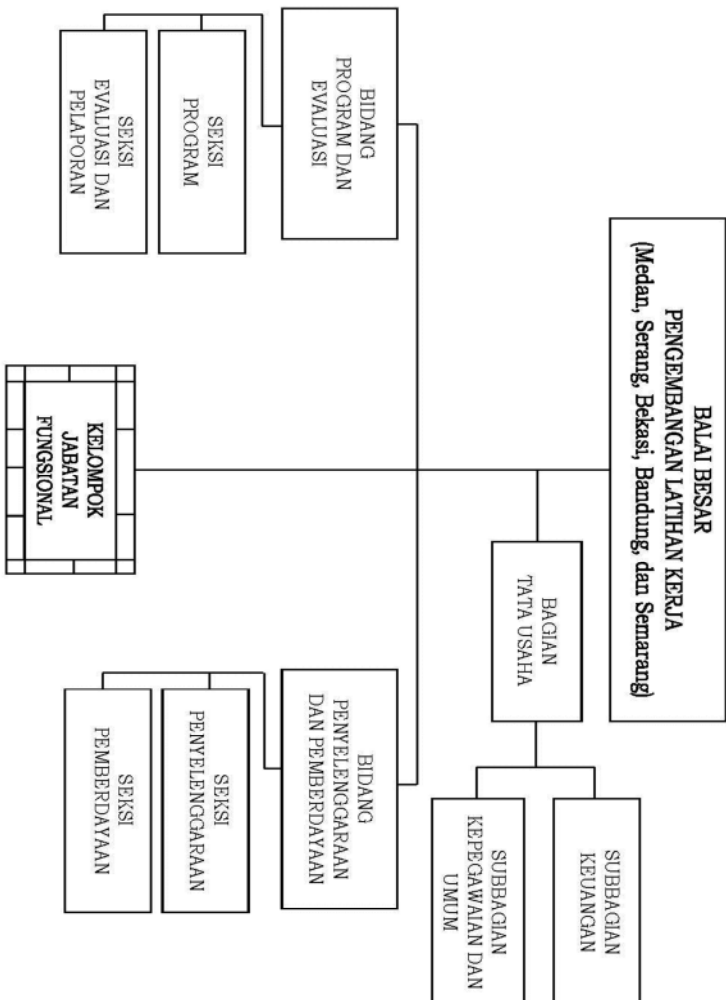 BALAI BESAR
PENGEMBANGAN LATIHAN KERJA
(Medan, Serang, Bekasi, Bandung, dan Semarang)
BAGIAN
TATA USAHA
SUBBAGIAN
KEUANGAN
SUBBAGIAN
KEPEGAWAIAN DAN
UMUM
BIDANG
PROGRAM DAN
EVALUASI
SEKSI
PROGRAM
SEKSI
EVALUASI DAN
PELAPORAN
BIDANG
PENYELENGGARAAN
DAN PEMBERDAYAAN
SEKSI
PENYELENGGARAAN
SEKSI
PEMBERDAYAAN
KELOMPOK
JABATAN
FUNGSIONAL